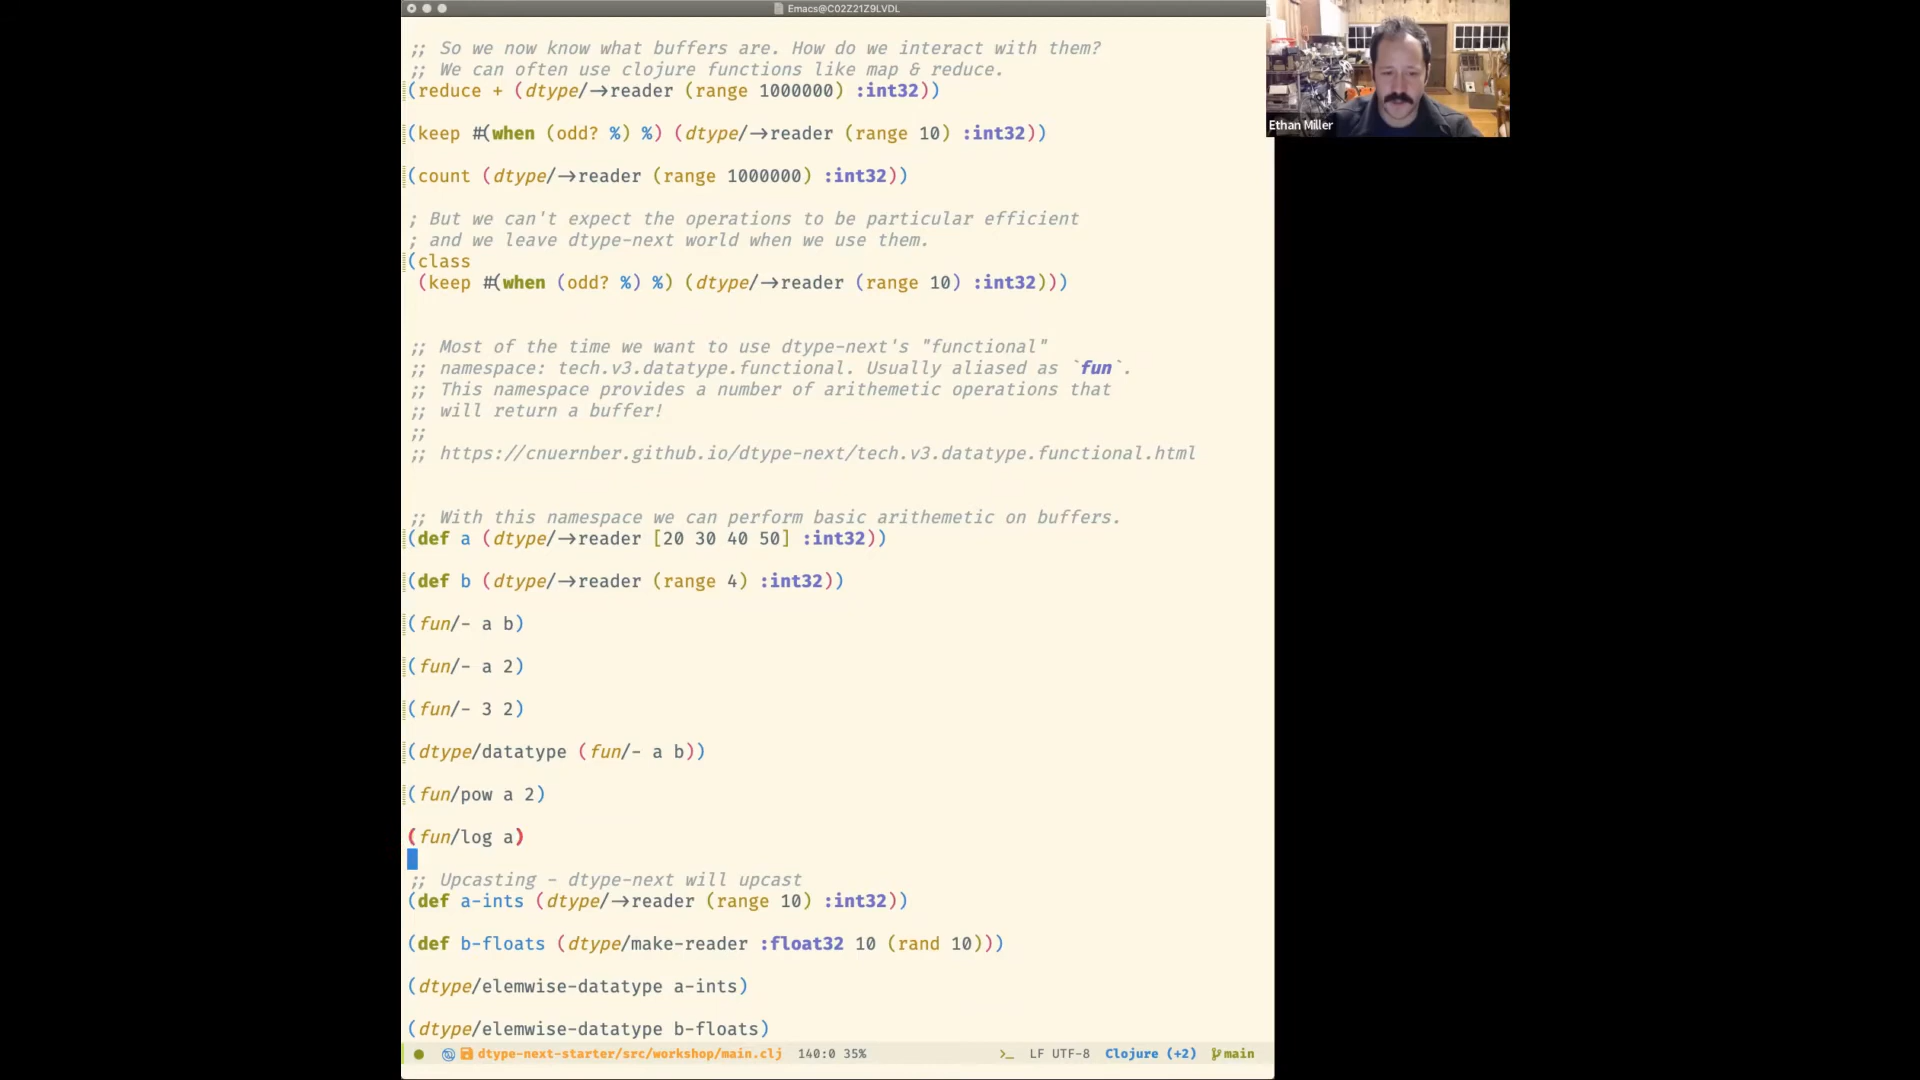 Emacs@C02Z21Z9LVDL
;; So we now know what buffers are. How do we interact with them?
;; We can often use clojure functions like map & reduce.
(reduce + (dtype/->reader (range 1000000) :int32))
(keep #(when (odd? %) %) (dtype/->reader (range 10) :int32))
(count (dtype/->reader (range 1000000) :int32))
; But we can't expect the operations to be particular efficient
; and we leave dtype-next world when we use them.
(class
(keep #(when (odd? %) %) (dtype/->reader (range 10) :int32)))
;; Most of the time we want to use dtype-next's "functional"
;; namespace: tech.v3.datatype.functional. Usually aliased as `fun`.
;; This namespace provides a number of arithemetic operations that
;; will return a buffer!
;;
;; https://cnuernber.github.io/dtype-next/tech.v3.datatype.functional.html
;; With this namespace we can perform basic arithemetic on buffers.
(def a (dtype/->reader [20 30 40 50] :int32))
(def b (dtype/->reader (range 4) :int32))
(fun/- a b)
(fun/- a 2)
(fun/- 3 2)
(dtype/datatype (fun/- a b))
(fun/pow a 2)
(fun/log a)
;; Upcasting - dtype-next will upcast
(def a-ints (dtype/->reader (range 10) :int32))
(def b-floats (dtype/make-reader :float32 10 (rand 10)))
(dtype/elemwise-datatype a-ints)
(dtype/elemwise-datatype b-floats)
dtype-next-starter/src/workshop/main.clj 140:0 35% >_ LF UTF-8 Clojure (+2) main
Ethan Miller